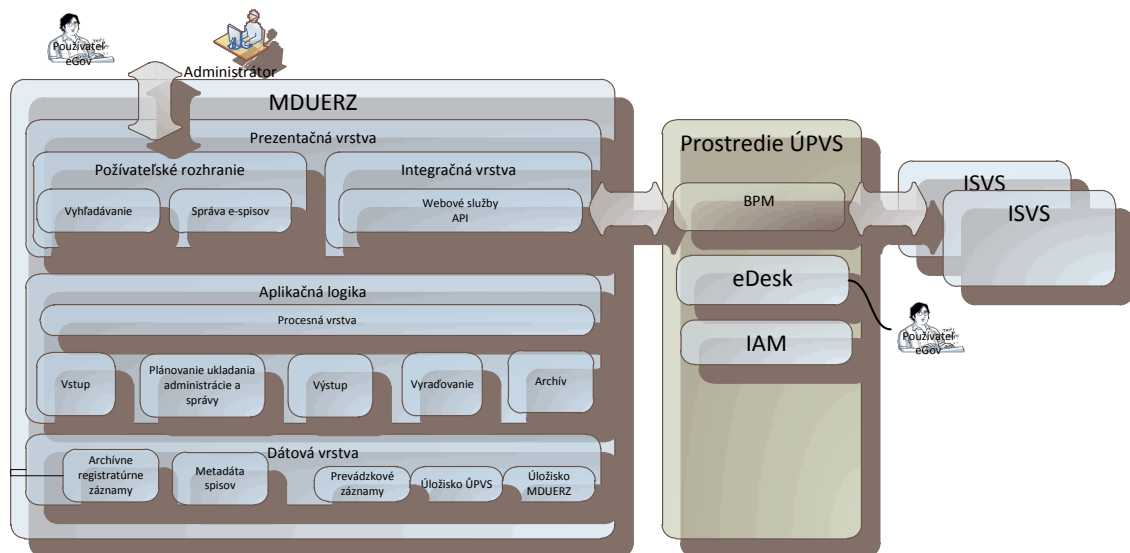 Používateľ
eGov
Administrátor
MDUERZ
Prezentačná vrstva
Požívateľské rozhranie
Vyhľadávanie
Správa e-spisov
Integračná vrstva
Webové služby
API
Aplikačná logika
Procesná vrstva
Vstup
Plánovanie ukladania
administrácie a
správy
Výstup
Vyraďovanie
Archív
Dátová vrstva
Archívne
registratúrne
záznamy
Metadáta
spisov
Prevádzkové
záznamy
Úložisko ŮPVS
Úložisko
MDUERZ
Prostredie ÚPVS
BPM
eDesk
IAM
ISVS
ISVS
Používateľ
eGov